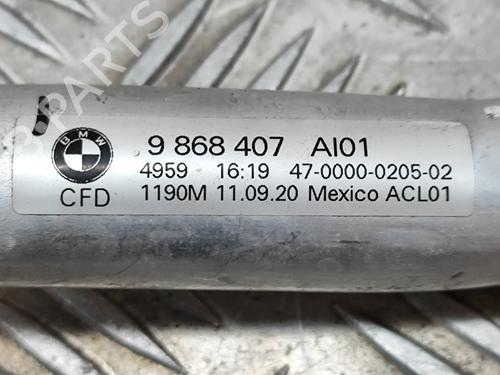 B PARTS
BMW
9 868 407 AI01
4959 16:19 47-0000-0205-02
CFD 1190M 11.09.20 Mexico ACL01